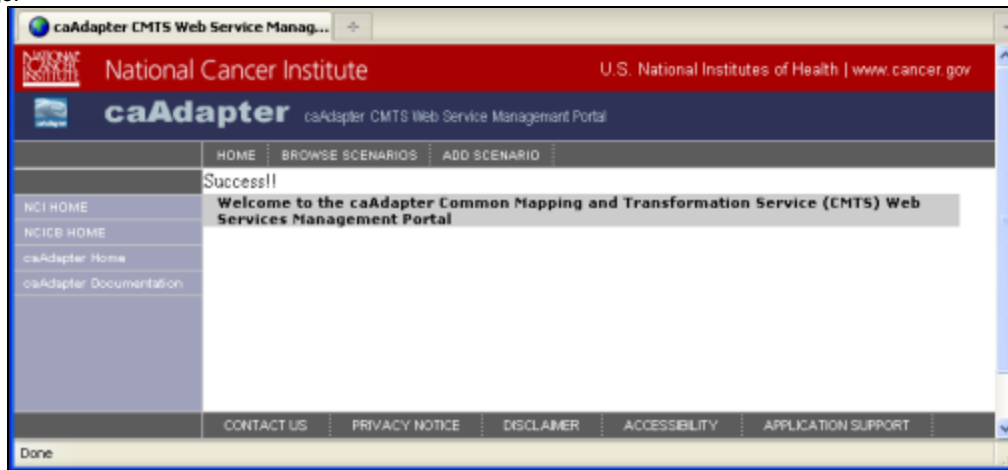 caAdapter CMTS Web Service Manag...
NATIONAL
CANCER
INSTITUTE
National Cancer Institute
U.S. National Institutes of Health | www.cancer.gov
caAdapter caAdapter CMTS Web Service Management Portal
HOME BROWSE SCENARIOS ADD SCENARIO
Success!!
Welcome to the caAdapter Common Mapping and Transformation Service (CMTS) Web
Services Management Portal
NCI HOME
NCICB HOME
caAdapter Home
caAdapter Documentation
CONTACT US PRIVACY NOTICE DISCLAIMER ACCESSIBILITY APPLICATION SUPPORT
Done